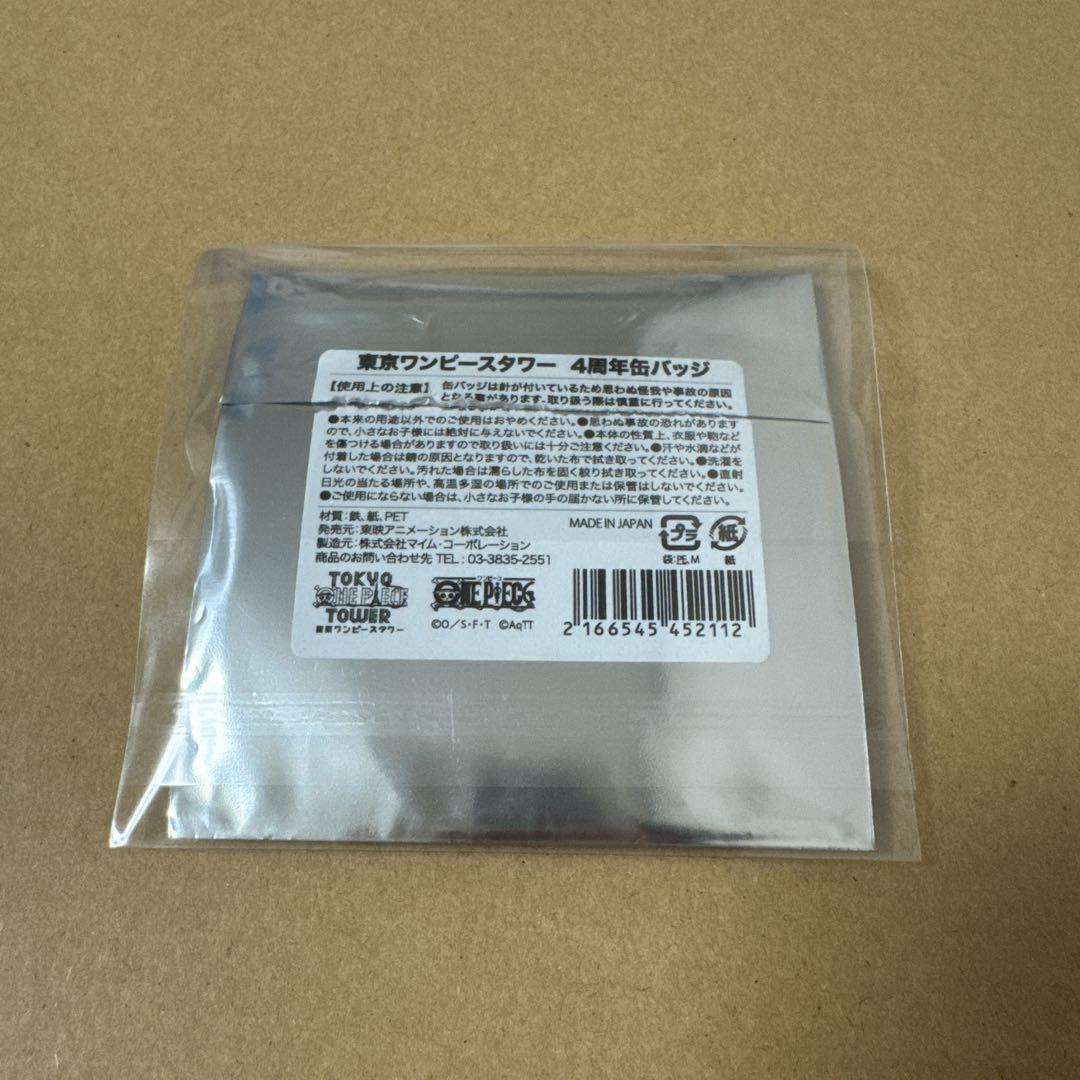 東京ワンピースタワー 4周年缶バッジ
【使用上の注意】 缶バッジは針が付いているため思わぬ怪我や事故の原因
となる事があります。取り扱う際は慎重に行ってください。
●本来の用途以外でのご使用はおやめください。●思わぬ事故の恐れがあります
ので、小さなお子様には絶対に与えないでください。●本体の性質上、衣服や鞄など
を傷つける場合がありますので取り扱いには十分ご注意ください。●汗や水滴などが
付着した場合は錆の原因となりますので、乾いた布で拭き取ってください。●洗濯を
しないでください。汚れた場合は濡らした布を固く絞り拭き取ってください。●直射
日光の当たる場所や、高温多湿の場所でのご使用または保管はしないでください。
●ご使用にならない場合は、小さなお子様の手の届かない所に保管してください。
材質：鉄、紙、PET
発売元：東映アニメーション株式会社
製造元：株式会社マイム・コーポレーション
商品のお問い合わせ先 TEL：03-3835-2551
MADE IN JAPAN
プラ
紙
袋：PE, M
紙
TOKYO
ONE PIECE
TOWER
東京ワンピースタワー
ワンピース
ONE PIECE
©O／S・F・T ©AqTT
2 166545 452112